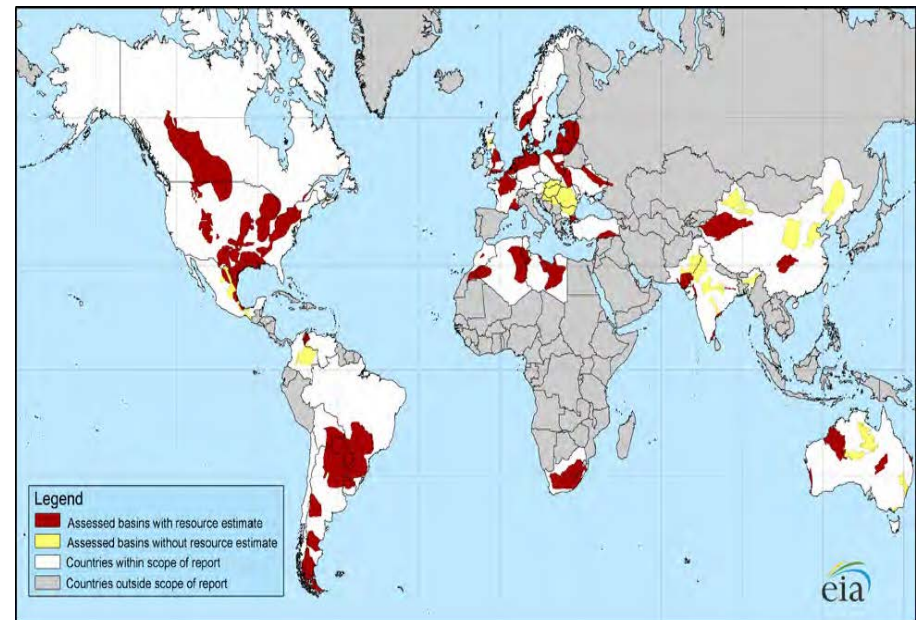 Legend
Assessed basins with resource estimate
Assessed basins without resource estimate
Countries within scope of report
Countries outside scope of report
eia